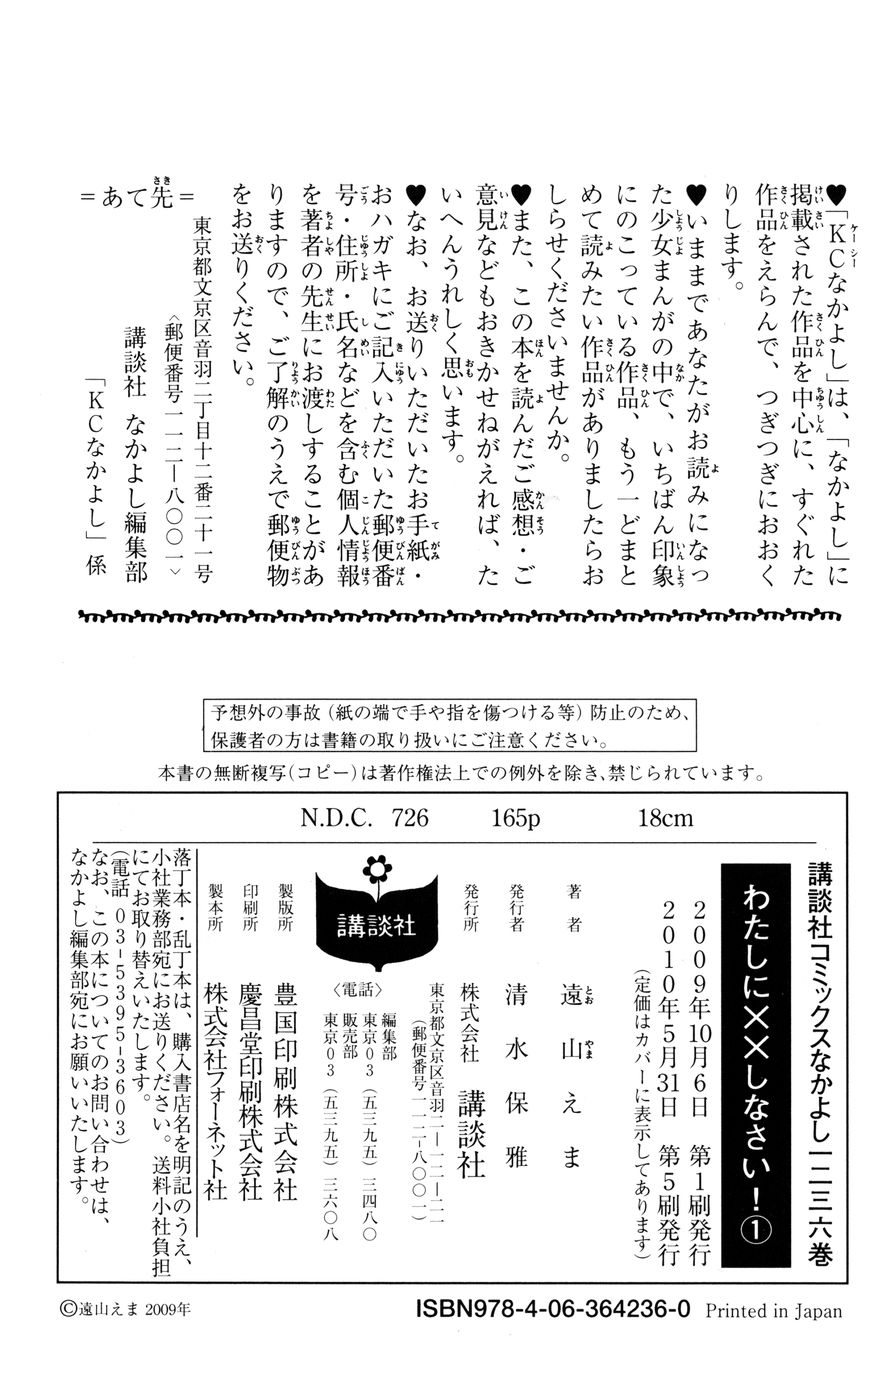 ♥「KCなかよし」は、「なかよし」に
掲載された作品を中心に、すぐれた
作品をえらんで、つぎつぎにおおく
りします。
♥いままであなたがお読みになっ
た少女まんがの中で、いちばん印象
にのこっている作品、もう一どまと
めて読みたい作品がありましたらお
しらせくださいませんか。
♥また、この本を読んだご感想・ご
意見などもおきかせねがえれば、た
いへんうれしく思います。
♥なお、お送りいただいたお手紙・
おハガキにご記入いただいた郵便番
号・住所・氏名などを含む個人情報
を著者の先生にお渡しすることがあ
りますので、ご了解のうえで郵便物
をお送りください。
=あて先=
東京都文京区音羽二丁目十二番二十一号
〈郵便番号一一二―八〇〇一〉
講談社 なかよし編集部
「KCなかよし」係
予想外の事故(紙の端で手や指を傷つける等)防止のため、
保護者の方は書籍の取り扱いにご注意ください。
本書の無断複写(コピー)は著作権法上での例外を除き、禁じられています。
N.D.C. 726 165p 18cm
講談社コミックスなかよし一二三六巻
わたしに××しなさい!①
2009年10月6日 第1刷発行
2010年5月31日 第5刷発行
(定価はカバーに表示してあります)
著者 遠山えま
発行者 清水保雅
発行所 株式会社 講談社
東京都文京区音羽二―一二―二一
(郵便番号一一二―八〇〇一)
講談社
〈電話〉
編集部
東京03(五三九五)三四八〇
販売部
東京03(五三九五)三六〇八
製版所 豊国印刷株式会社
印刷所 慶昌堂印刷株式会社
製本所 株式会社フォーネット社
落丁本・乱丁本は、購入書店名を明記のうえ、
小社業務部宛にお送りください。送料小社負担
にてお取り替えいたします。
(電話 03-5395-3603)
なお、この本についてのお問い合わせは、
なかよし編集部宛にお願いいたします。
©遠山えま 2009年
ISBN978-4-06-364236-0 Printed in Japan